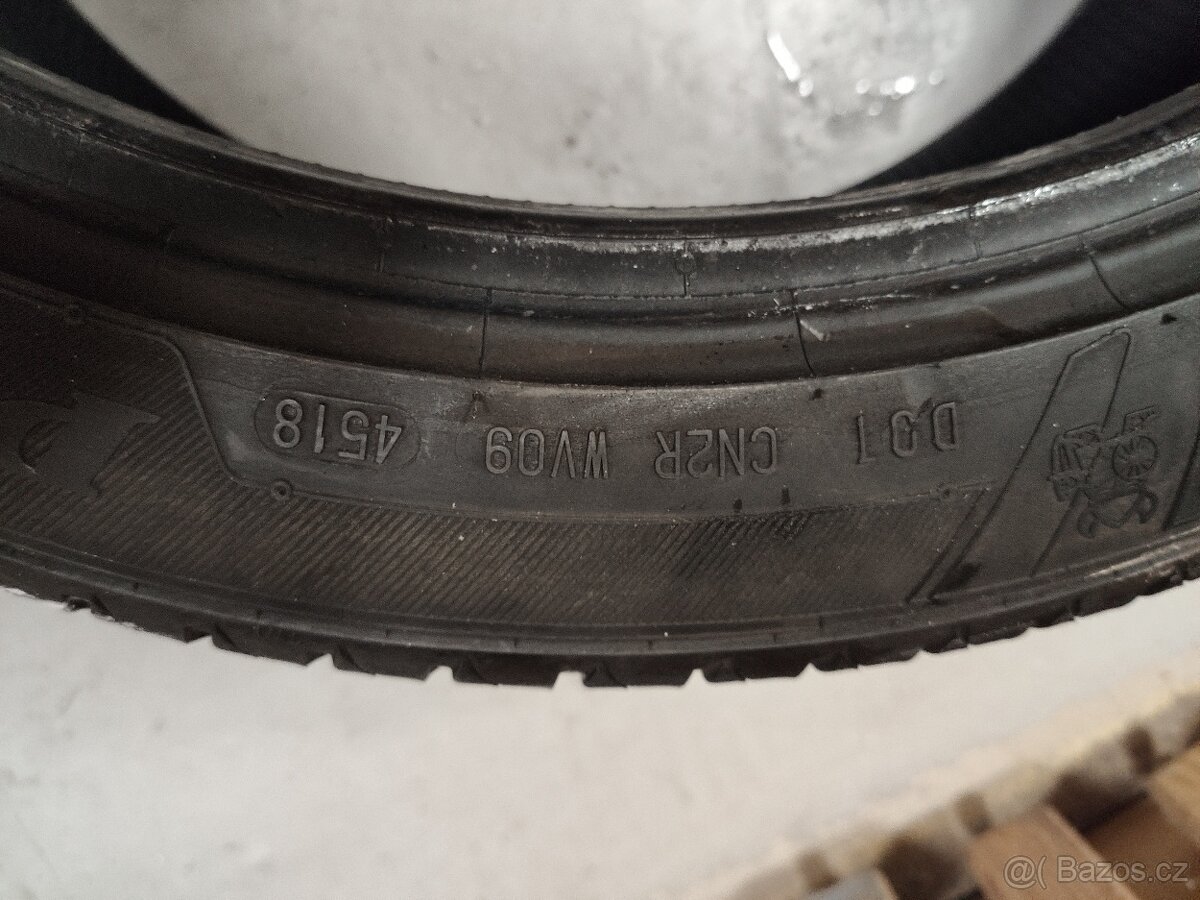 DOT CN2R WV09 4518
@( Bazos.cz